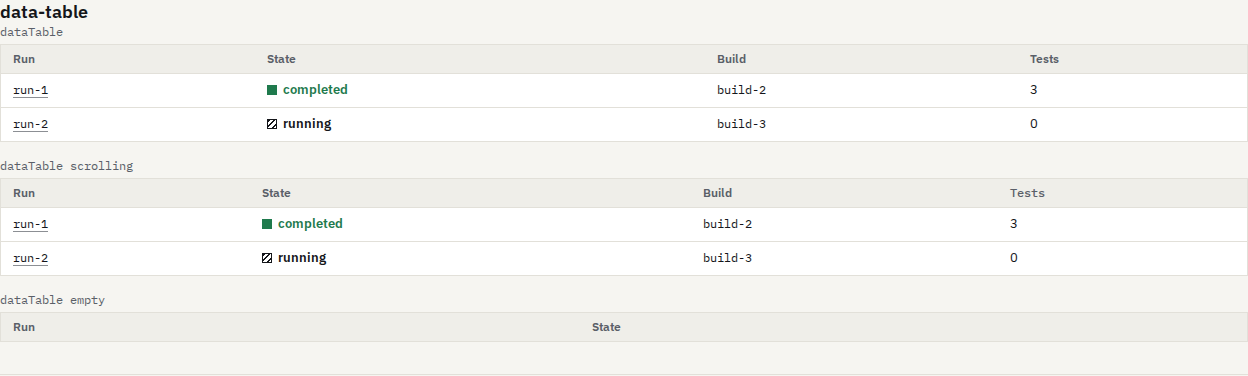 data-table
dataTable
Run State Build Tests
run-1 completed build-2 3
run-2 running build-3 0
dataTable scrolling
Run State Build Tests
run-1 completed build-2 3
run-2 running build-3 0
dataTable empty
Run State